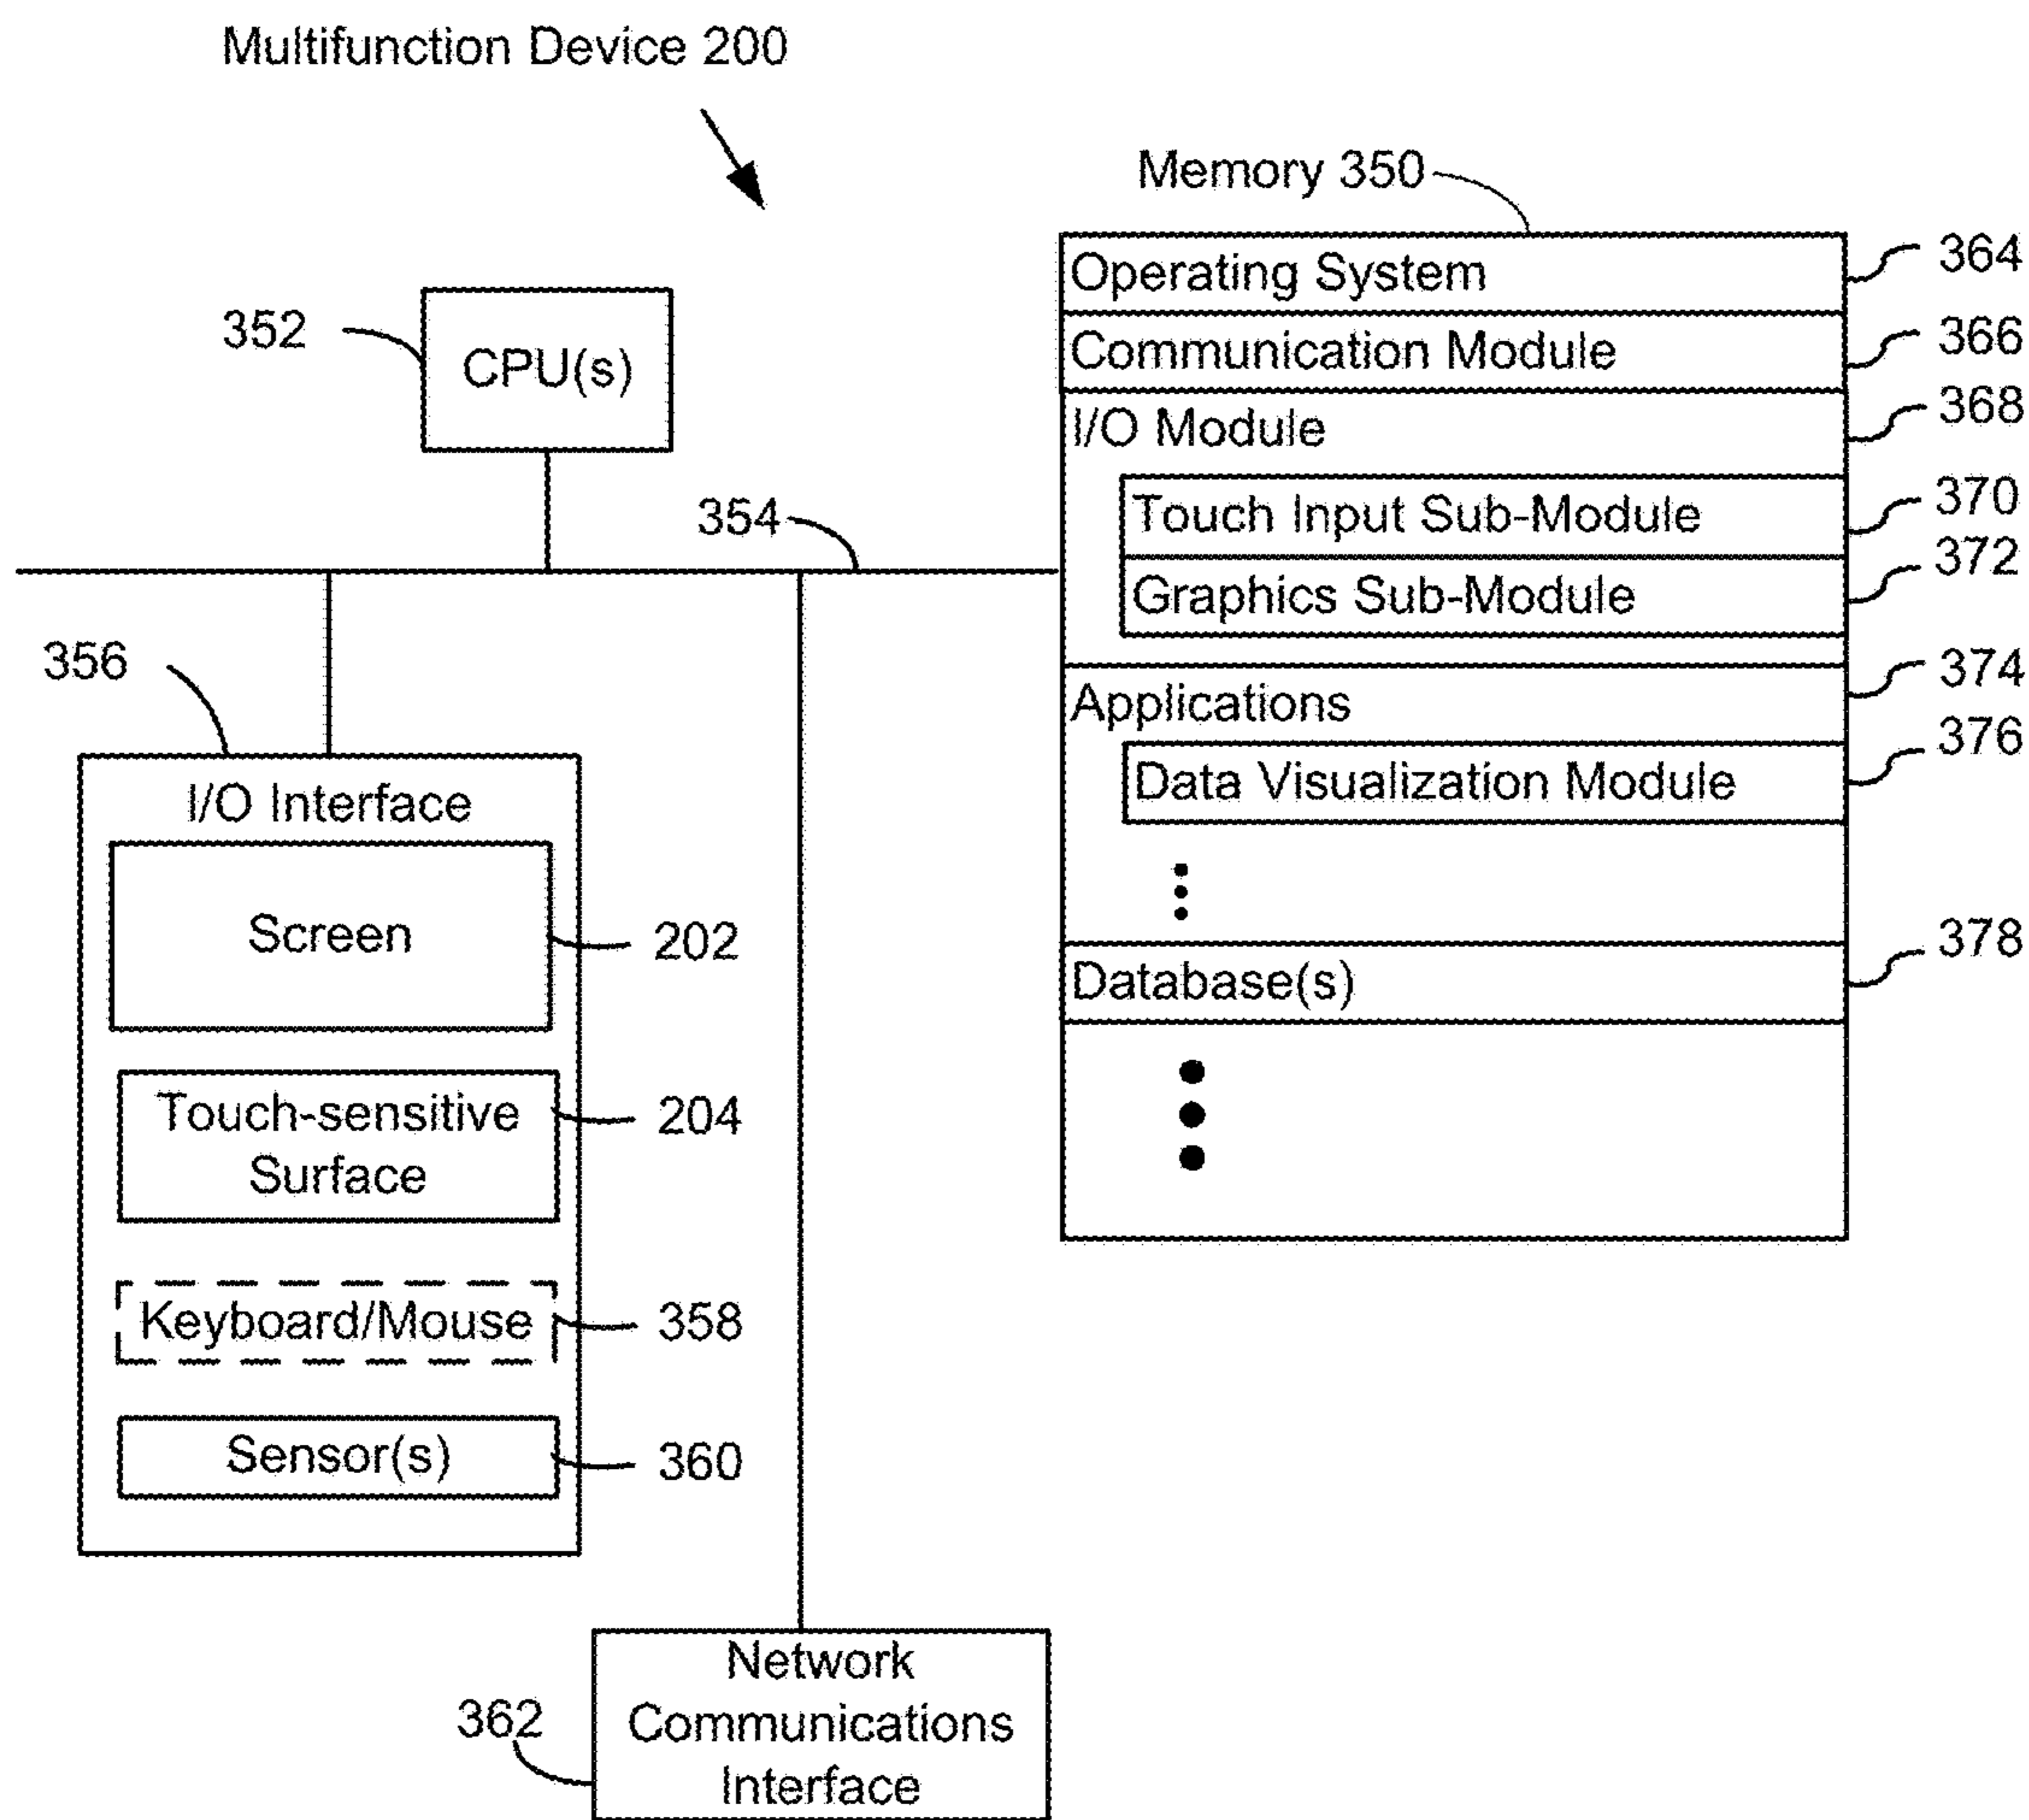 Multifunction Device 200
Memory 350
Operating System 364
Communication Module 366
I/O Module 368
Touch Input Sub-Module 370
Graphics Sub-Module 372
Applications 374
Data Visualization Module 376
Database(s) 378
352 CPU(s)
354
356
I/O Interface
Screen 202
Touch-sensitive 204
Surface
Keyboard/Mouse 358
Sensor(s) 360
Network
362 Communications
Interface